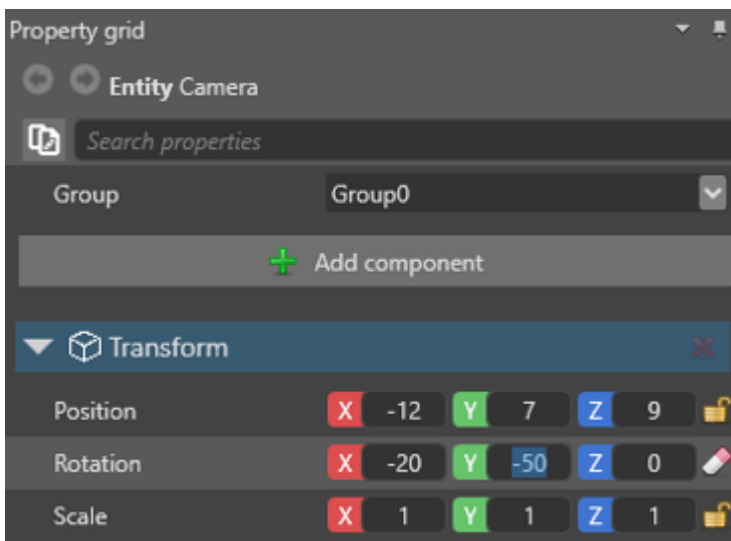 Property grid
Entity Camera
Search properties
Group Group0
Add component
Transform
Position X -12 Y 7 Z 9
Rotation X -20 Y -50 Z 0
Scale X 1 Y 1 Z 1